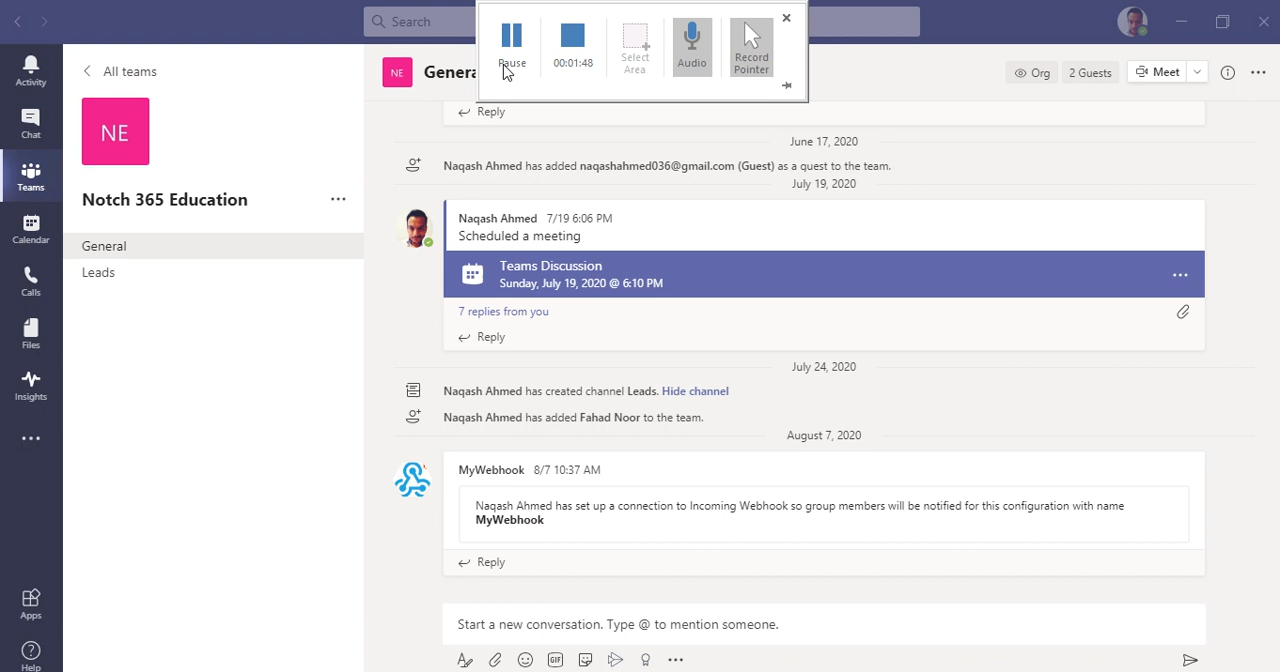 Search
Pause
00:01:48
Select
Area
Audio
Record
Pointer
Activity
Chat
Teams
Calendar
Calls
Files
Insights
Apps
Help
All teams
NE
Notch 365 Education
General
Leads
NE
Genera
Org
2 Guests
Meet
Reply
June 17, 2020
Naqash Ahmed has added naqashahmed036@gmail.com (Guest) as a guest to the team.
July 19, 2020
Naqash Ahmed 7/19 6:06 PM
Scheduled a meeting
Teams Discussion
Sunday, July 19, 2020 @ 6:10 PM
7 replies from you
Reply
July 24, 2020
Naqash Ahmed has created channel Leads. Hide channel
Naqash Ahmed has added Fahad Noor to the team.
August 7, 2020
MyWebhook 8/7 10:37 AM
Naqash Ahmed has set up a connection to Incoming Webhook so group members will be notified for this configuration with name
MyWebhook
Reply
Start a new conversation. Type @ to mention someone.
GIF